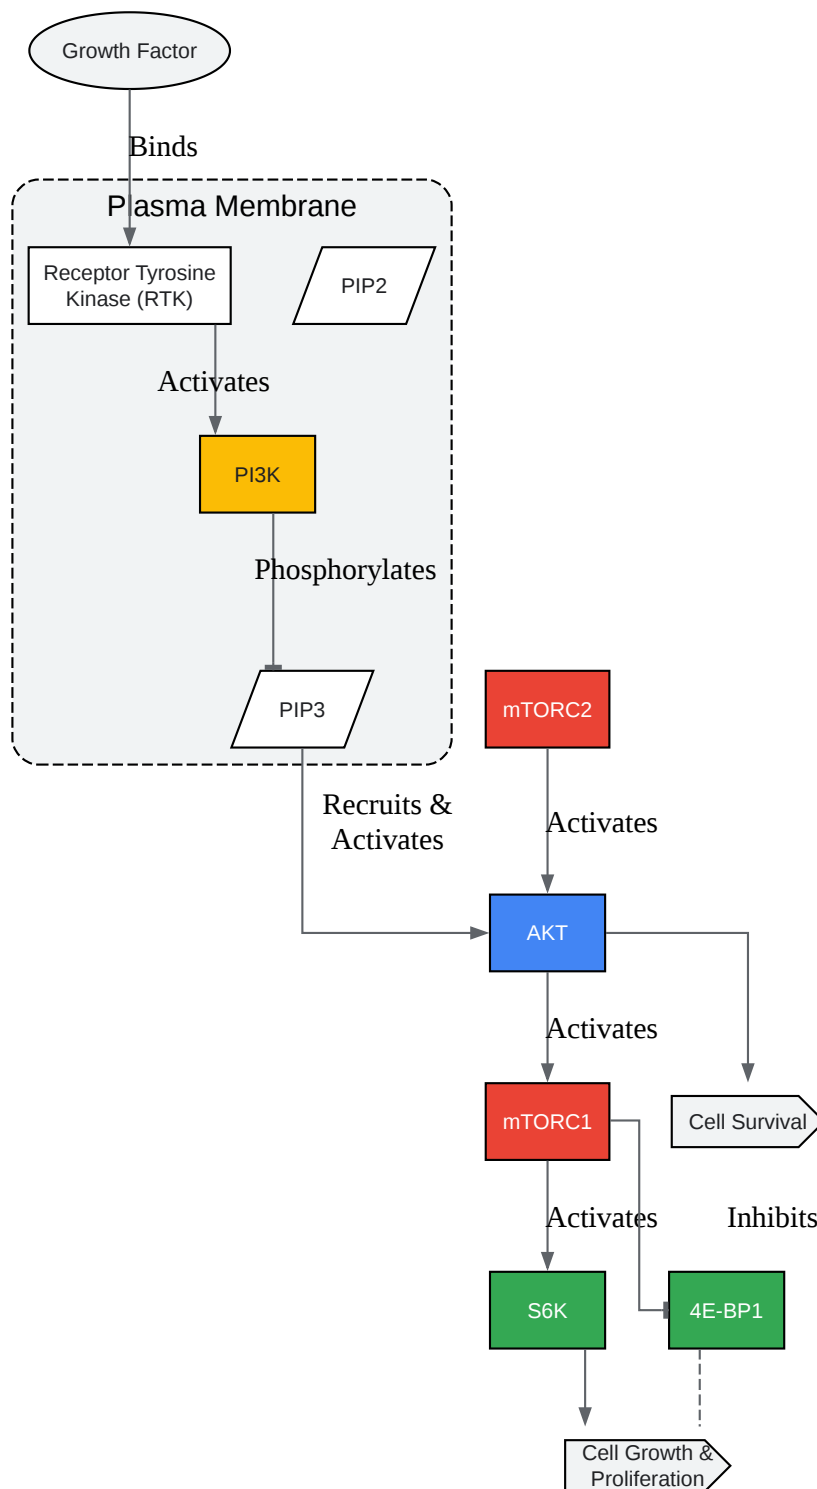 Growth Factor
Binds
Plasma Membrane
Receptor Tyrosine
Kinase (RTK)
PIP2
Activates
PI3K
Phosphorylates
PIP3
mTORC2
Recruits &
Activates
Activates
AKT
Activates
mTORC1
Cell Survival
Activates
Inhibits
S6K
4E-BP1
Cell Growth &
Proliferation